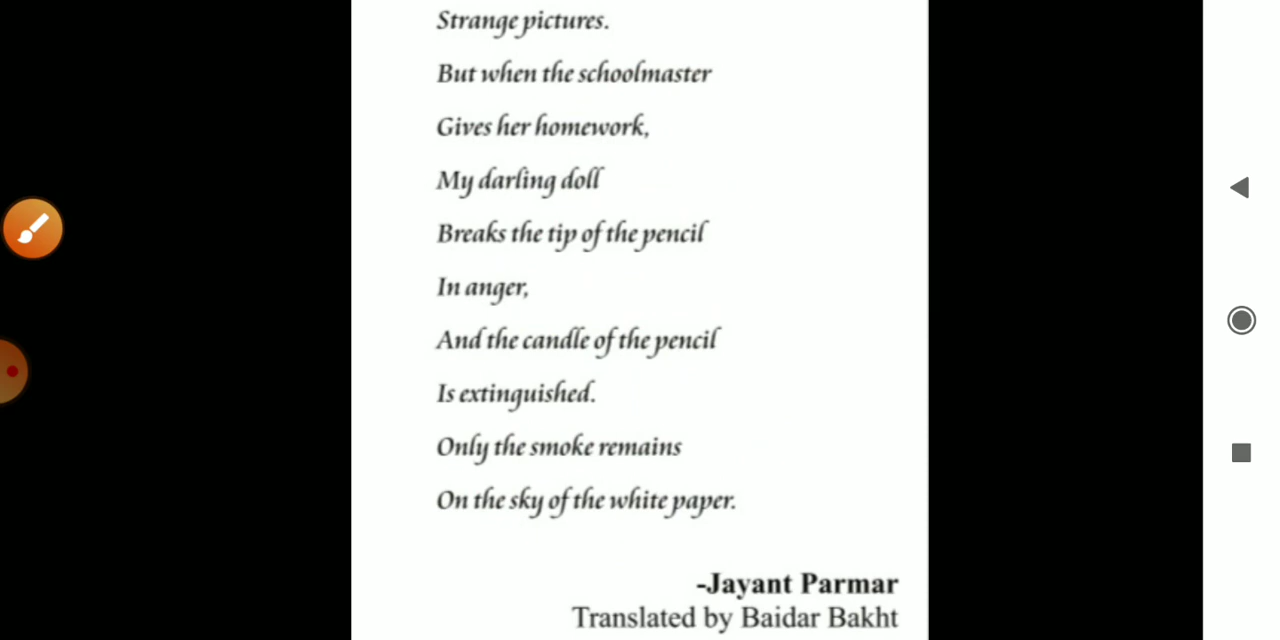 Strange pictures.
But when the schoolmaster
Gives her homework,
My darling doll
Breaks the tip of the pencil
In anger,
And the candle of the pencil
Is extinguished.
Only the smoke remains
On the sky of the white paper.
-Jayant Parmar
Translated by Baidar Bakht